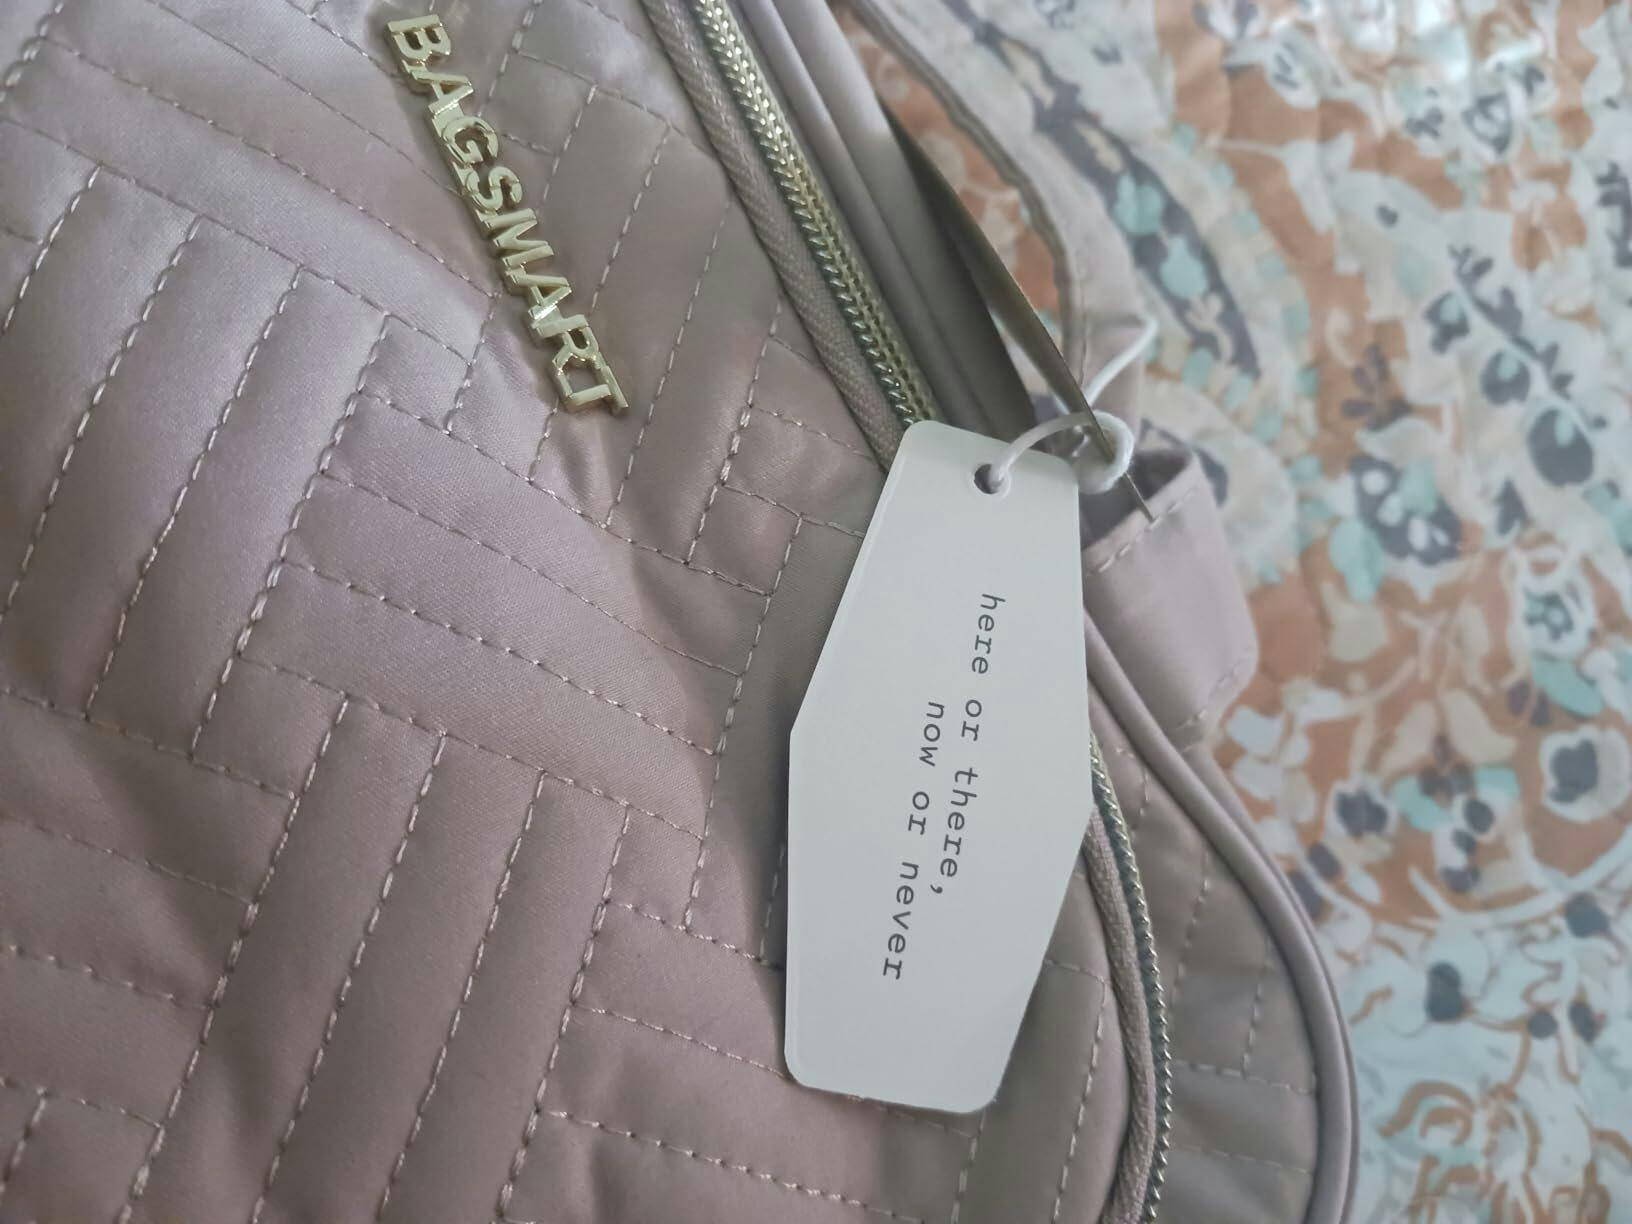 BAGSMART
here or there,
now or never